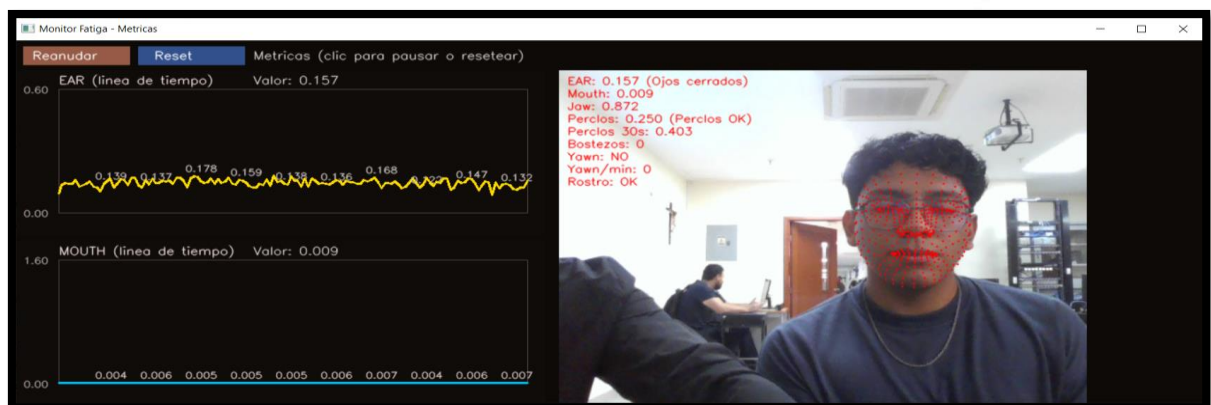 Monitor Fatiga - Metricas
Reanudar Reset Metricas (clic para pausar o resetear)
EAR (linea de tiempo) Valor: 0.157
0.60
0.139 0.137 0.178 0.159 0.138 0.136 0.168 0.147 0.132
0.00
MOUTH (linea de tiempo) Valor: 0.009
1.60
0.004 0.006 0.005 0.005 0.005 0.006 0.007 0.004 0.006 0.007
0.00
EAR: 0.157 (Ojos cerrados)
Mouth: 0.009
Jaw: 0.872
Perclos: 0.250 (Perclos OK)
Perclos 30s: 0.403
Bostezos: 0
Yawn: NO
Yawn/min: 0
Rostro: OK